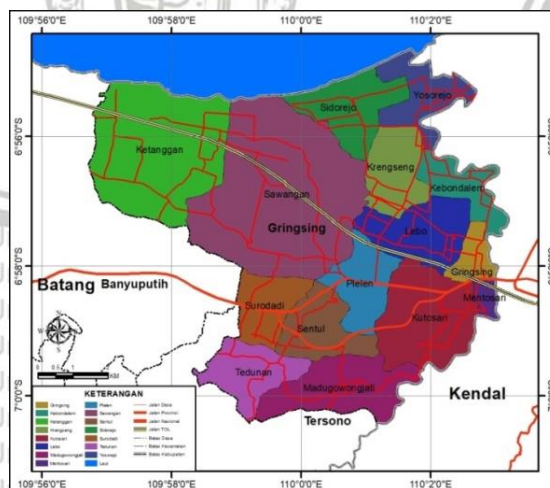 109°56'0"E
109°58'0"E
110°0'0"E
110°2'0"E
6°56'0"S
6°58'0"S
7°0'0"S
Yosorejo
Sidorejo
Ketanggan
Krengseng
Kebondalem
Sawangan
Lebo
Gringsing
Gringsing
Plelen
Mentosari
Batang
Banyuputih
Surodadi
Kutosari
Sentul
Tedunan
Madugowongjati
Kendal
Tersono
KETERANGAN
Gringsing
Kebondalem
Ketanggan
Krengseng
Kutosari
Lebo
Madugowongjati
Mentosari
Plelen
Sawangan
Sentul
Sidorejo
Surodadi
Tedunan
Yosorejo
Laut
Jalan Desa
Jalan Provinsi
Jalan Nasional
Jalan TOL
Batas Desa
Batas Kecamatan
Batas Kabupaten
109°56'0"E
109°58'0"E
110°0'0"E
110°2'0"E